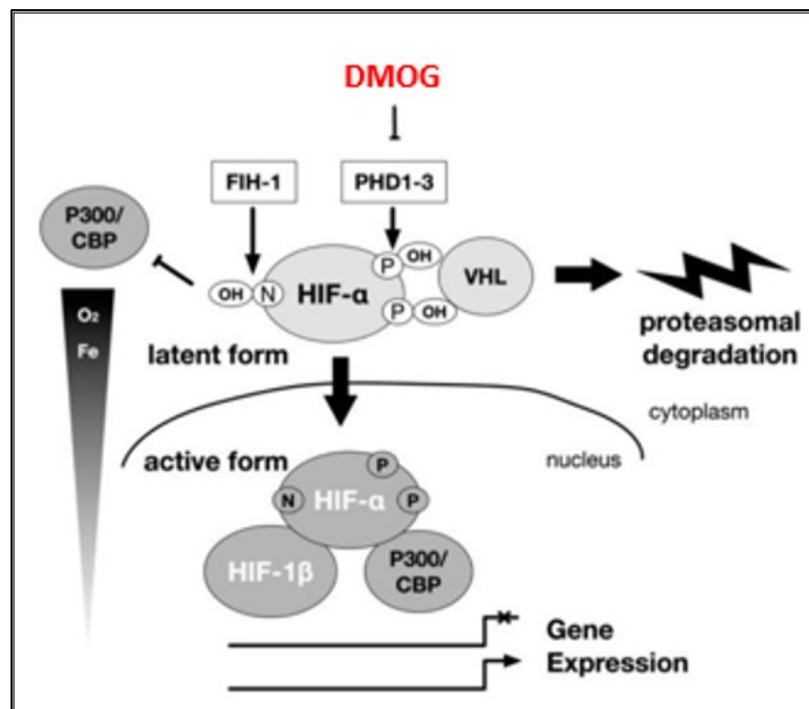 DMOG
FIH-1
PHD1-3
P300/
CBP
OH
N
HIF-α
P
OH
P
OH
VHL
O₂
Fe
latent form
proteasomal
degradation
cytoplasm
nucleus
active form
P
N
HIF-α
P
HIF-1β
P300/
CBP
Gene
Expression